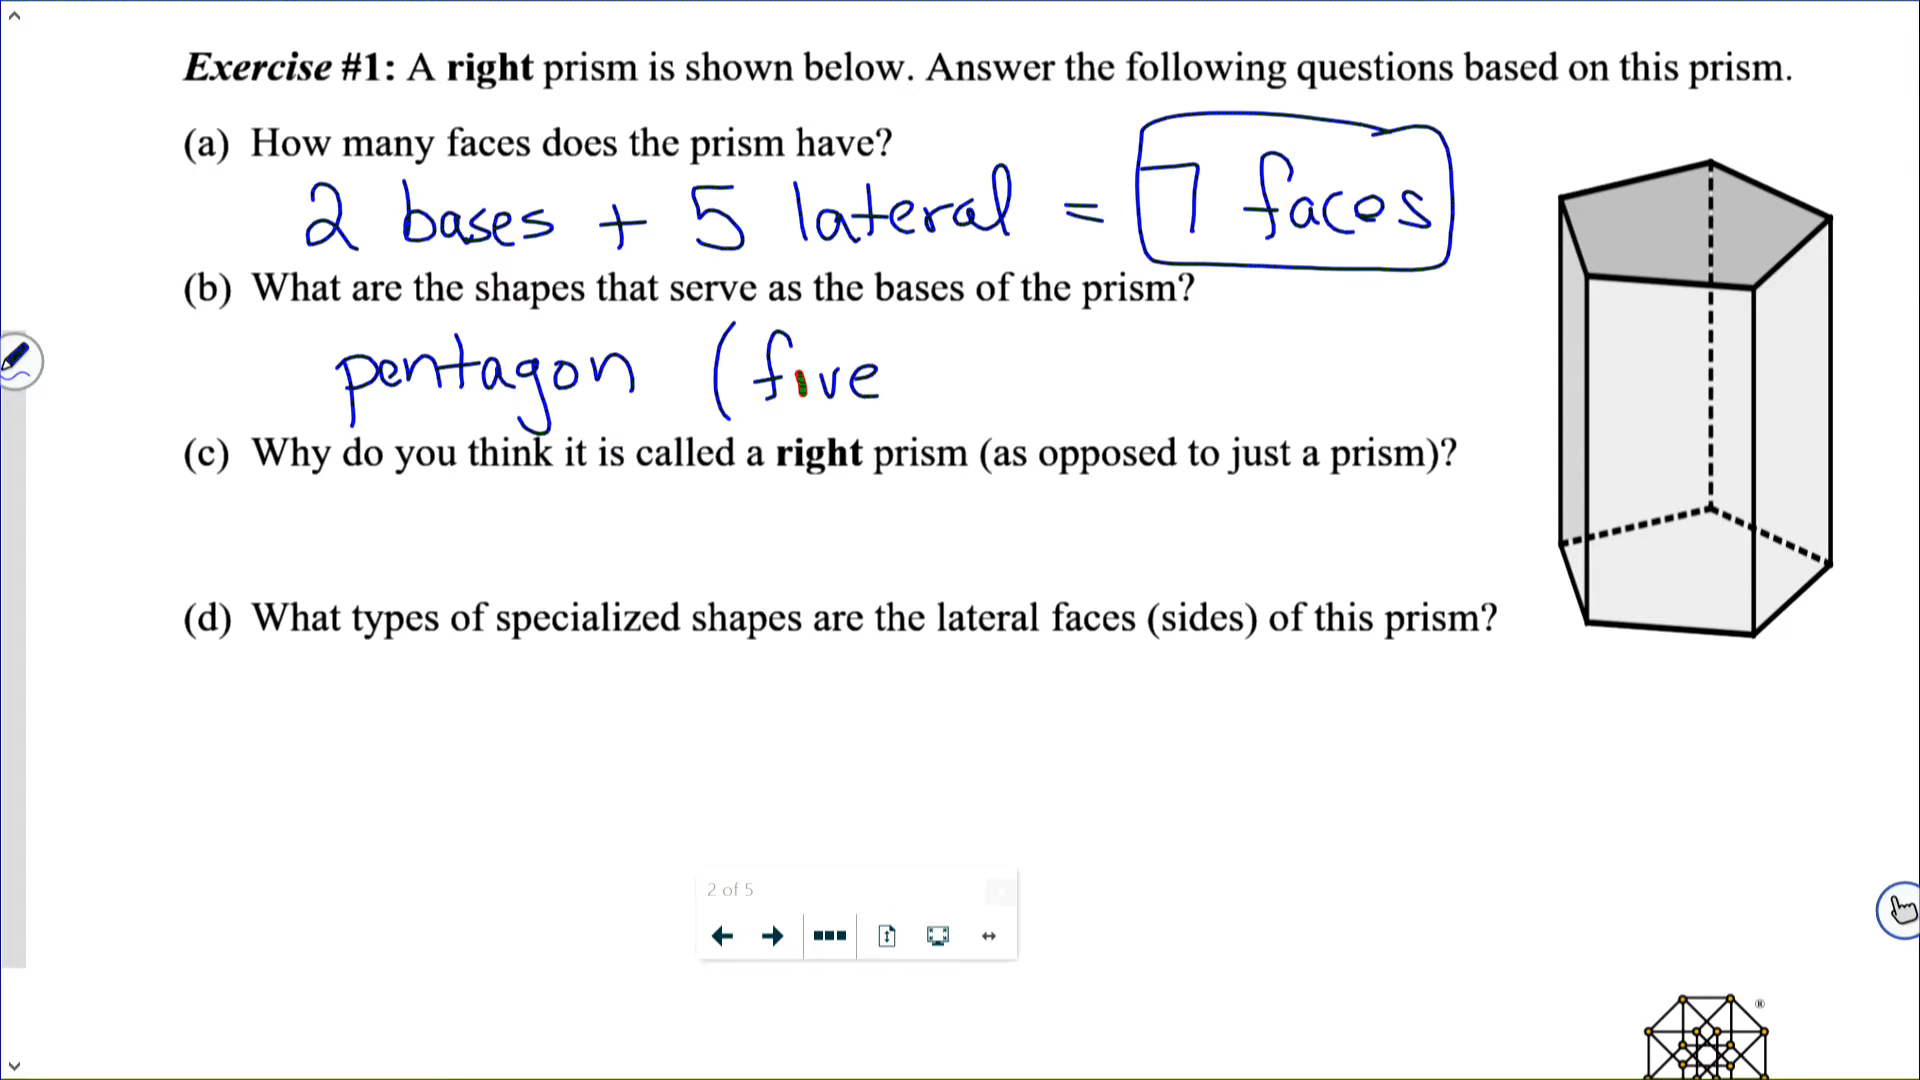 Exercise #1: A right prism is shown below. Answer the following questions based on this prism.
(a) How many faces does the prism have?
2 bases + 5 lateral = 7 faces
(b) What are the shapes that serve as the bases of the prism?
pentagon (five
(c) Why do you think it is called a right prism (as opposed to just a prism)?
(d) What types of specialized shapes are the lateral faces (sides) of this prism?
2 of 5
®